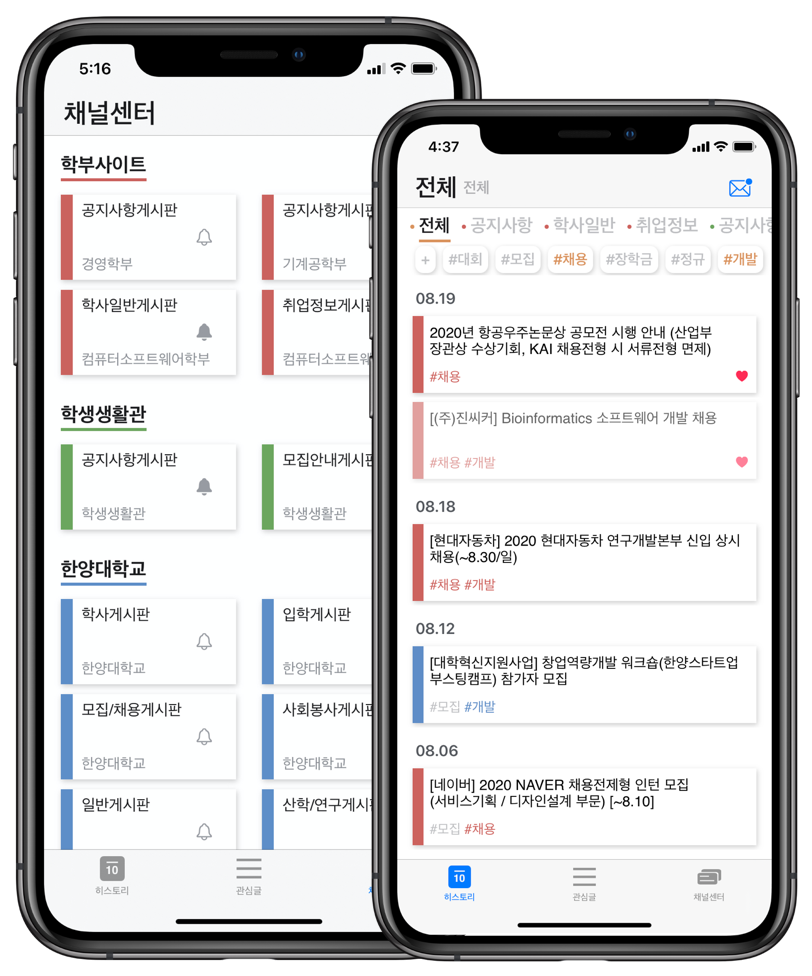 5:16
채널센터
학부사이트
공지사항게시판
경영학부
공지사항게시판
기계공학부
학사일반게시판
컴퓨터소프트웨어학부
취업정보게시판
컴퓨터소프트웨
학생생활관
공지사항게시판
학생생활관
모집안내게시판
학생생활관
한양대학교
학사게시판
한양대학교
입학게시판
한양대학교
모집/채용게시판
한양대학교
사회봉사게시판
한양대학교
일반게시판
산학/연구게시판
10
히스토리
관심글
4:37
전체 전체
전체 공지사항 학사일반 취업정보 공지사항
+ #대회 #모집 #채용 #장학금 #정규 #개발
08.19
2020년 항공우주논문상 공모전 시행 안내 (산업부
장관상 수상기회, KAI 채용전형 시 서류전형 면제)
#채용
[(주)진씨커] Bioinformatics 소프트웨어 개발 채용
#채용 #개발
08.18
[현대자동차] 2020 현대자동차 연구개발본부 신입 상시
채용(~8.30/일)
#채용 #개발
08.12
[대학혁신지원사업] 창업역량개발 워크숍(한양스타트업
부스팅캠프) 참가자 모집
#모집 #개발
08.06
[네이버] 2020 NAVER 채용전제형 인턴 모집
(서비스기획 / 디자인설계 부문) [~8.10]
#모집 #채용
10
히스토리
관심글
채널센터